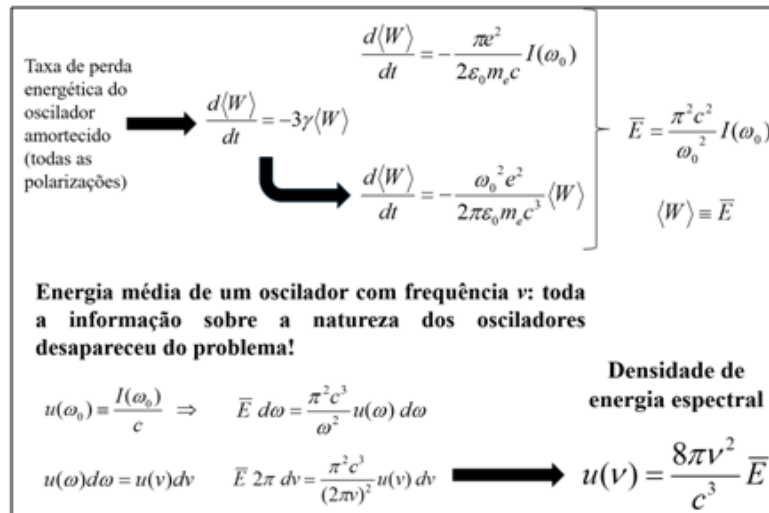 d⟨W⟩/dt = −πe²/(2ε₀mₑc) I(ω₀)
Taxa de perda
energética do
oscilador
amortecido
(todas as
polarizações)
d⟨W⟩/dt = −3γ⟨W⟩
d⟨W⟩/dt = −ω₀²e²/(2πε₀mₑc³) ⟨W⟩
E̅ = π²c²/ω₀² I(ω₀)
⟨W⟩ ≡ E̅
Energia média de um oscilador com frequência ν: toda
a informação sobre a natureza dos osciladores
desapareceu do problema!
u(ω₀) ≡ I(ω₀)/c ⇒ E̅ dω = π²c³/ω² u(ω) dω
u(ω)dω = u(ν)dν E̅ 2π dν = π²c³/(2πν)² u(ν) dν
Densidade de
energia espectral
u(ν) = 8πν²/c³ E̅